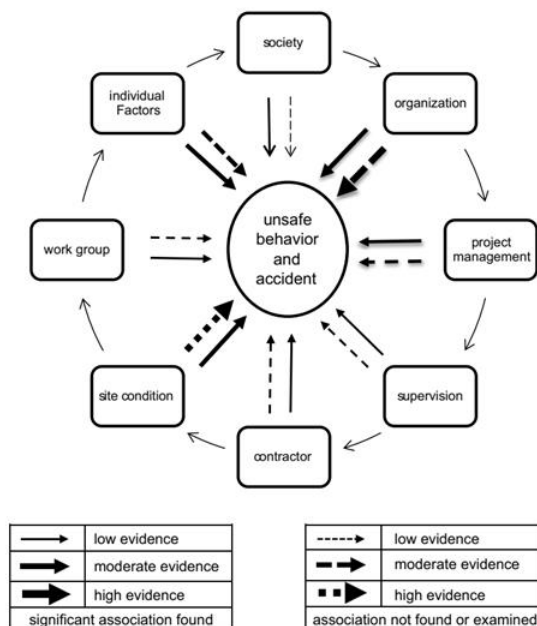 society
individual
Factors
organization
work group
unsafe
behavior
and
accident
project
management
site condition
supervision
contractor
low evidence
moderate evidence
high evidence
significant association found
low evidence
moderate evidence
high evidence
association not found or examined